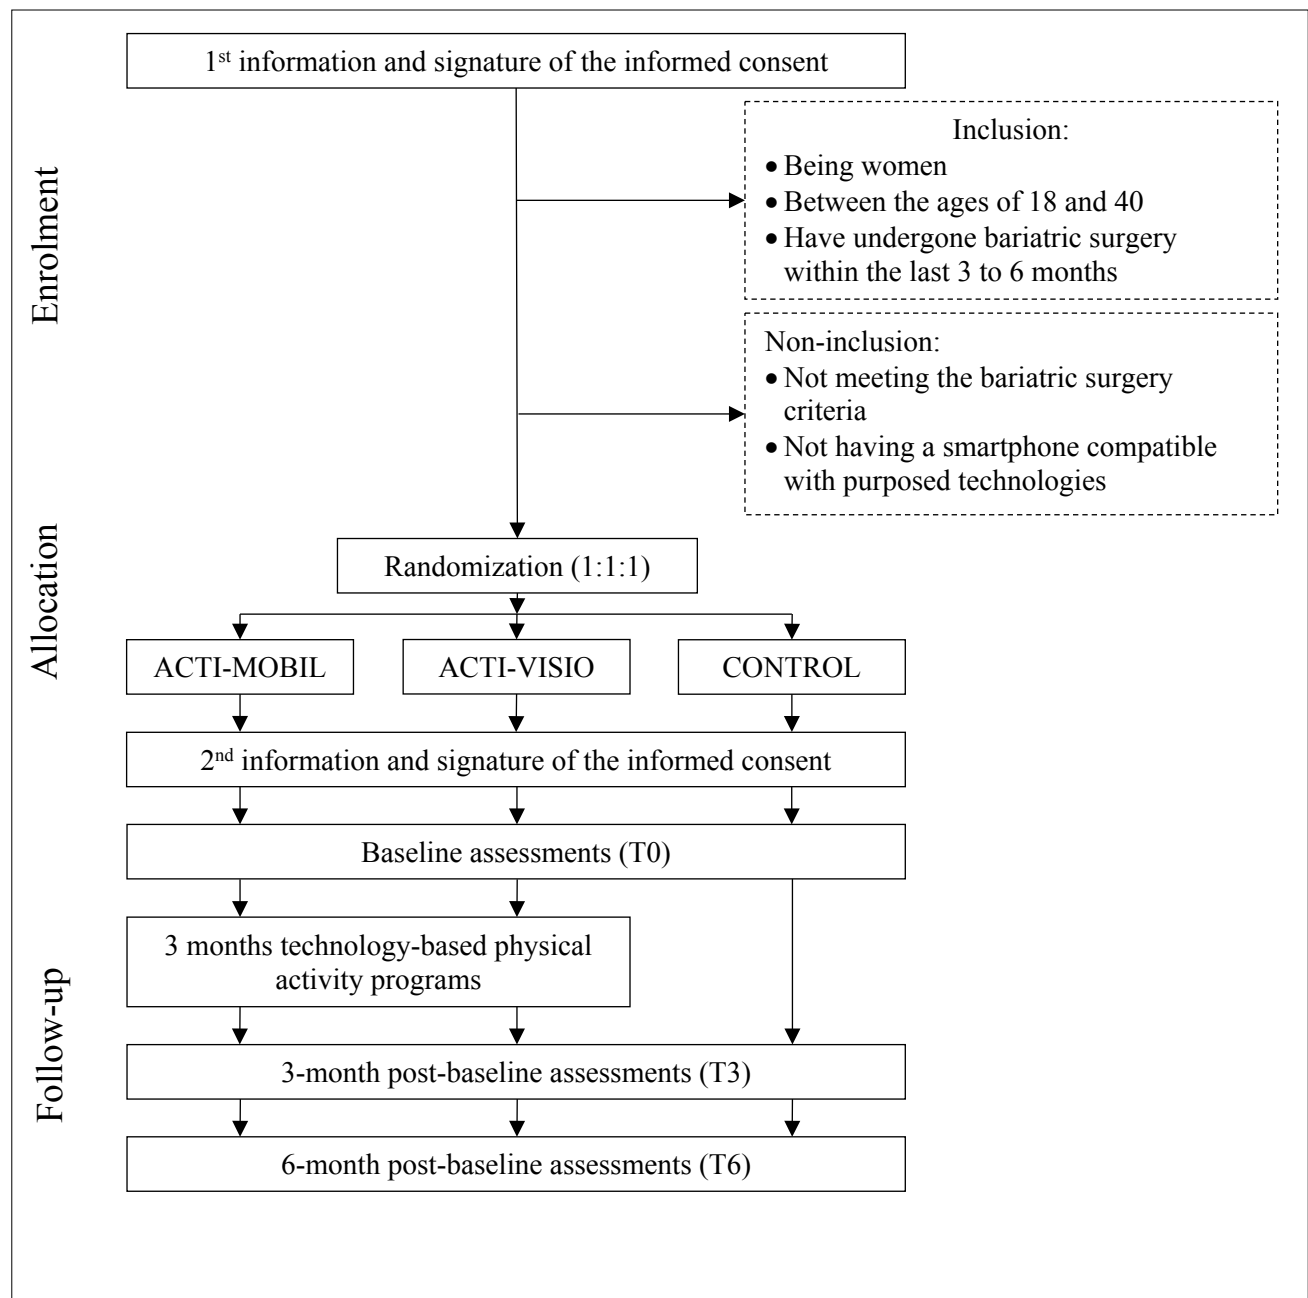 1st information and signature of the informed consent
Enrolment
Inclusion:
• Being women
• Between the ages of 18 and 40
• Have undergone bariatric surgery
within the last 3 to 6 months
Non-inclusion:
• Not meeting the bariatric surgery
criteria
• Not having a smartphone compatible
with purposed technologies
Allocation
Randomization (1:1:1)
ACTI-MOBIL
ACTI-VISIO
CONTROL
2nd information and signature of the informed consent
Baseline assessments (T0)
Follow-up
3 months technology-based physical
activity programs
3-month post-baseline assessments (T3)
6-month post-baseline assessments (T6)